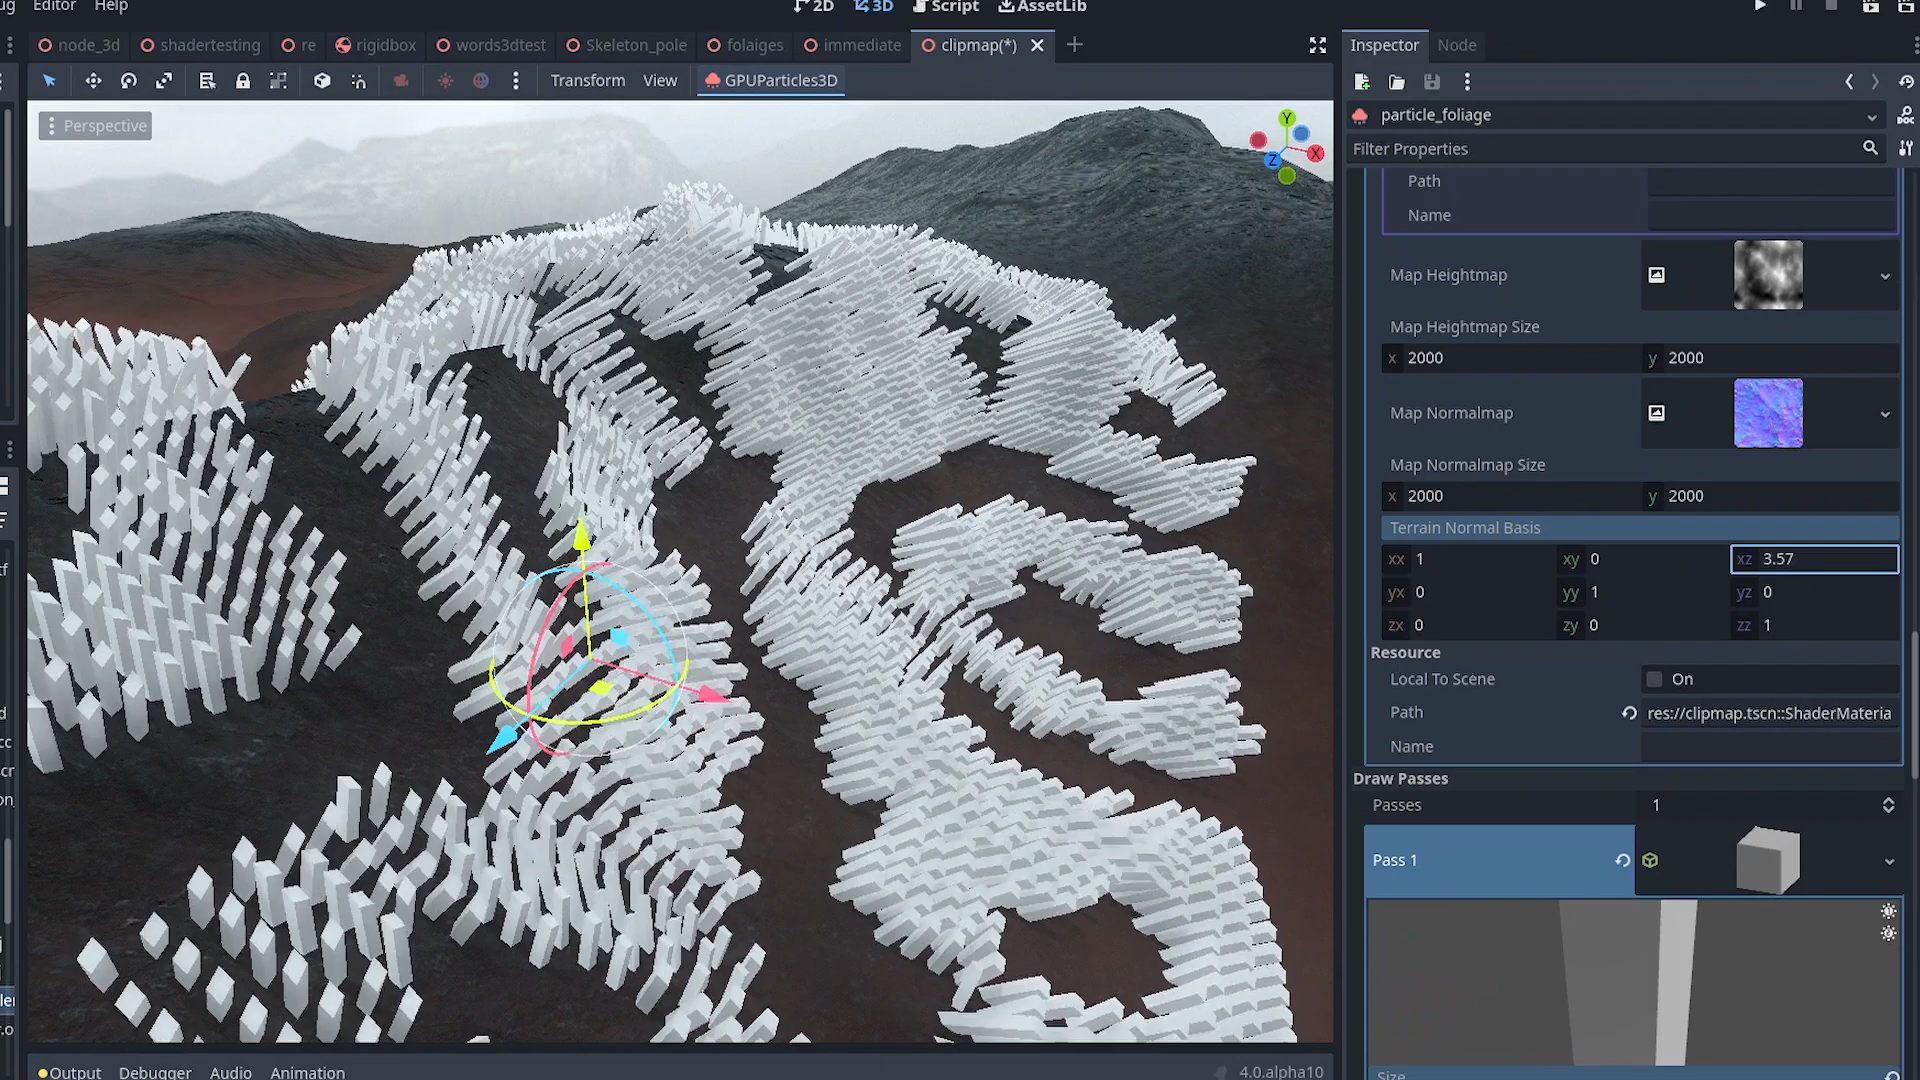 Editor Help
2D 3D Script AssetLib
node_3d shadertesting re rigidbox words3dtest Skeleton_pole folaiges immediate clipmap(*)
Inspector Node
Transform View GPUParticles3D
Perspective
Y
X
Z
particle_foliage
Filter Properties
Path
Name
Map Heightmap
Map Heightmap Size
x 2000 y 2000
Map Normalmap
Map Normalmap Size
x 2000 y 2000
Terrain Normal Basis
xx 1 xy 0 xz 3.57
yx 0 yy 1 yz 0
zx 0 zy 0 zz 1
Resource
Local To Scene On
Path res://clipmap.tscn::ShaderMateria
Name
Draw Passes
Passes 1
Pass 1
Size
Output Debugger Audio Animation 4.0.alpha10